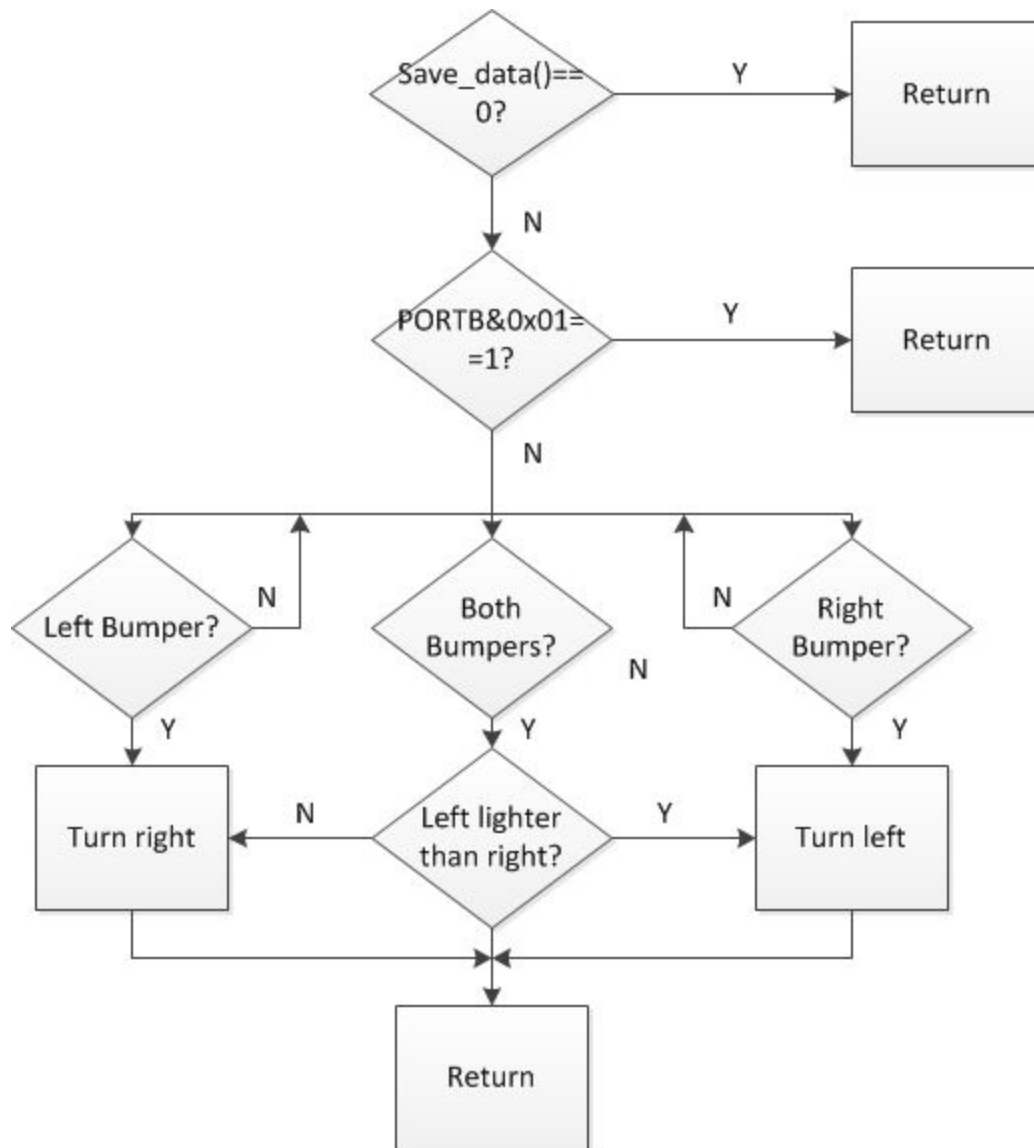 Save_data()==
0?
Y
Return
N
PORTB&0x01=
=1?
Y
Return
N
Left Bumper?
N
Both
Bumpers?
N
N
Right
Bumper?
Y
Y
Y
Turn right
N
Left lighter
than right?
Y
Turn left
Return